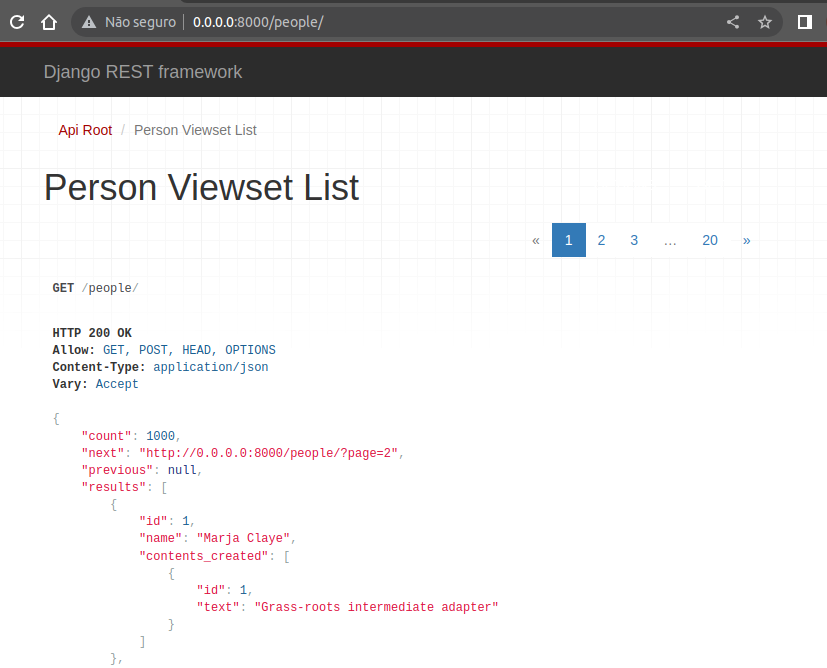 Não seguro | 0.0.0.0:8000/people/
Django REST framework
Api Root / Person Viewset List
Person Viewset List
« 1 2 3 … 20 »
GET /people/
HTTP 200 OK
Allow: GET, POST, HEAD, OPTIONS
Content-Type: application/json
Vary: Accept
{
    "count": 1000,
    "next": "http://0.0.0.0:8000/people/?page=2",
    "previous": null,
    "results": [
        {
            "id": 1,
            "name": "Marja Claye",
            "contents_created": [
                {
                    "id": 1,
                    "text": "Grass-roots intermediate adapter"
                }
            ]
        },